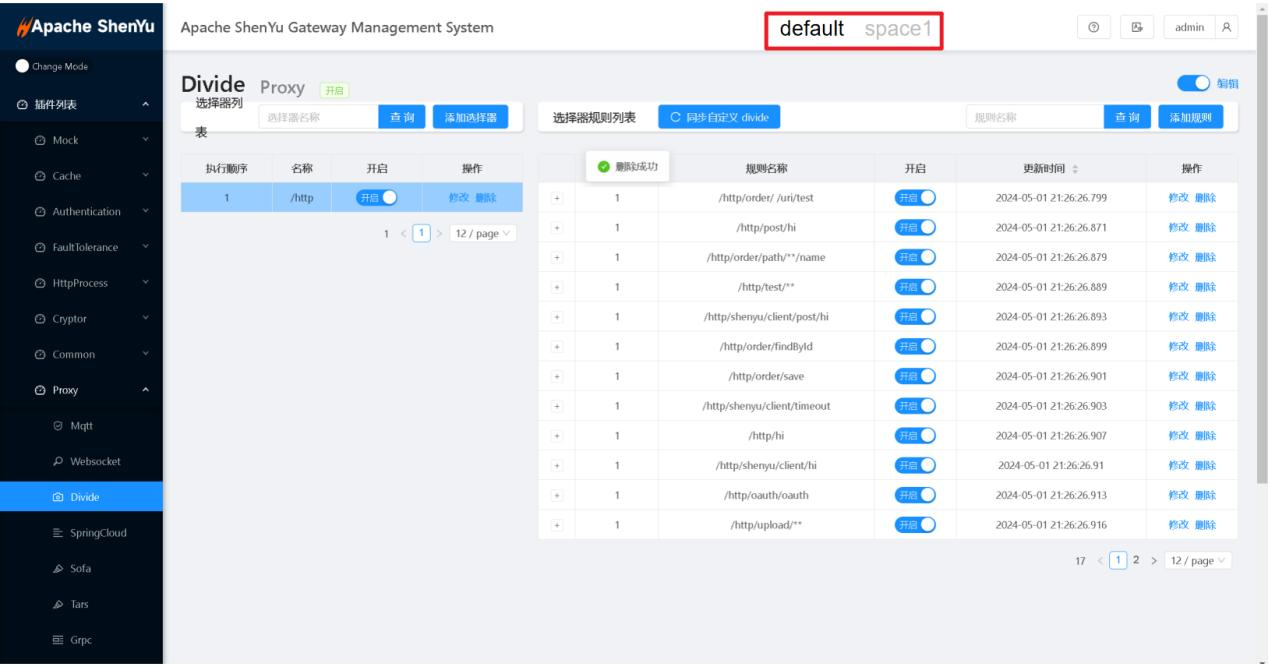 Apache ShenYu
Apache ShenYu Gateway Management System
default space1
admin
Change Mode
插件列表
Mock
Cache
Authentication
FaultTolerance
HttpProcess
Cryptor
Common
Proxy
Mqtt
Websocket
Divide
SpringCloud
Sofa
Tars
Grpc
Divide Proxy 开启
编辑
选择器列表
选择器名称 查询 添加选择器
执行顺序 名称 开启 操作
1 /http 开启 修改 删除
1 < 1 > 12 / page
选择器规则列表 同步自定义 divide 规则名称 查询 添加规则
删除成功
规则名称 开启 更新时间 操作
+ 1 /http/order/ /uri/test 开启 2024-05-01 21:26:26.799 修改 删除
+ 1 /http/post/hi 开启 2024-05-01 21:26:26.871 修改 删除
+ 1 /http/order/path/**/name 开启 2024-05-01 21:26:26.879 修改 删除
+ 1 /http/test/** 开启 2024-05-01 21:26:26.889 修改 删除
+ 1 /http/shenyu/client/post/hi 开启 2024-05-01 21:26:26.893 修改 删除
+ 1 /http/order/findById 开启 2024-05-01 21:26:26.899 修改 删除
+ 1 /http/order/save 开启 2024-05-01 21:26:26.901 修改 删除
+ 1 /http/shenyu/client/timeout 开启 2024-05-01 21:26:26.903 修改 删除
+ 1 /http/hi 开启 2024-05-01 21:26:26.907 修改 删除
+ 1 /http/shenyu/client/hi 开启 2024-05-01 21:26:26.91 修改 删除
+ 1 /http/oauth/oauth 开启 2024-05-01 21:26:26.913 修改 删除
+ 1 /http/upload/** 开启 2024-05-01 21:26:26.916 修改 删除
17 < 1 2 > 12 / page